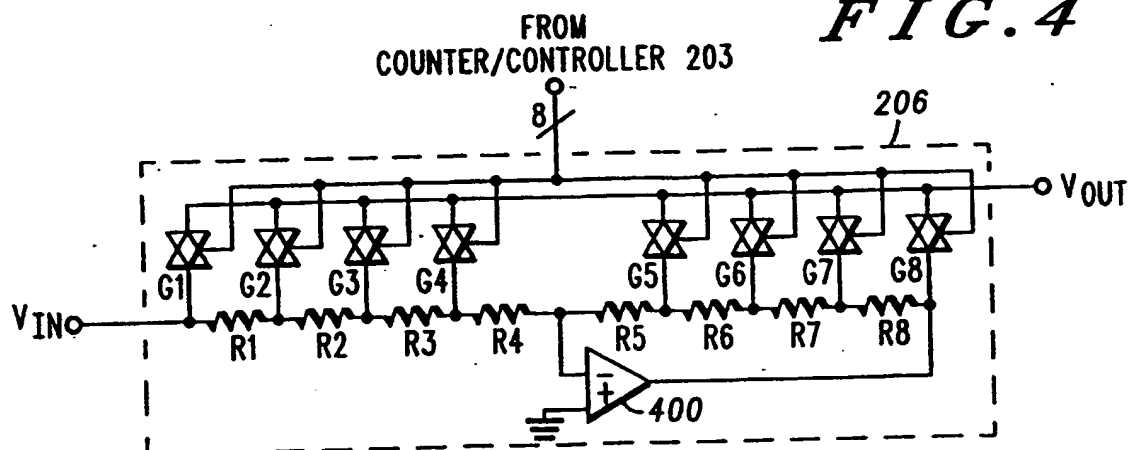 FIG. 4
FROM
COUNTER/CONTROLLER 203
8
206
VOUT
G1 G2 G3 G4 G5 G6 G7 G8
VIN
R1 R2 R3 R4 R5 R6 R7 R8
−
+
400